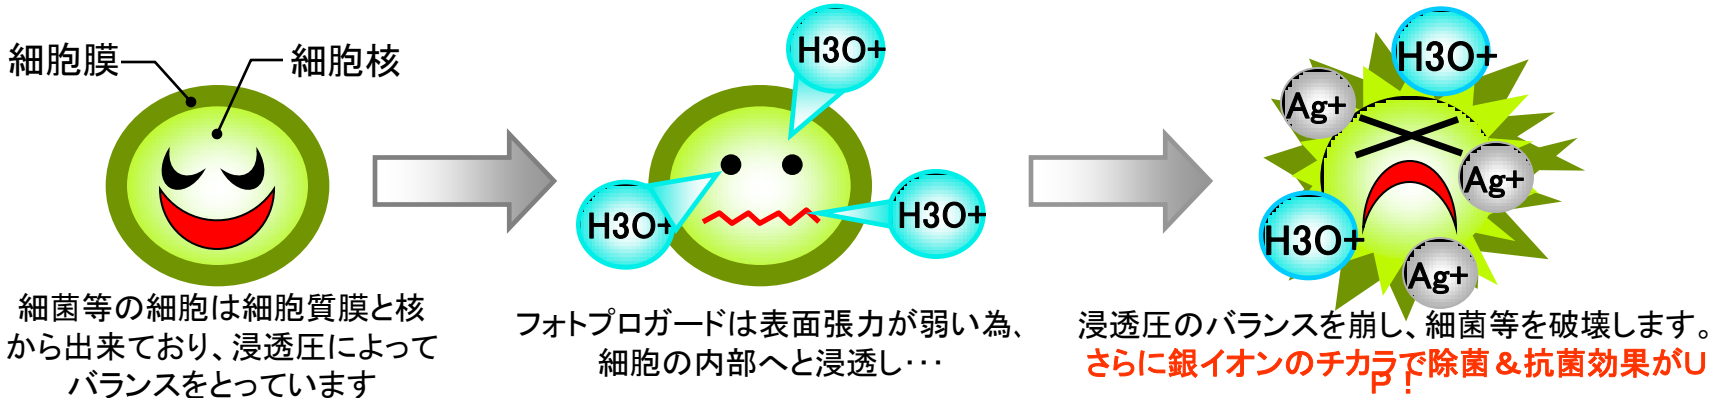 細胞膜
細胞核
細菌等の細胞は細胞質膜と核
から出来ており、浸透圧によって
バランスをとっています
H3O+
H3O+
H3O+
フォトプロガードは表面張力が弱い為、
細胞の内部へと浸透し・・・
H3O+
Ag+
Ag+
H3O+
Ag+
浸透圧のバランスを崩し、細菌等を破壊します。
さらに銀イオンのチカラで除菌＆抗菌効果がU
P！